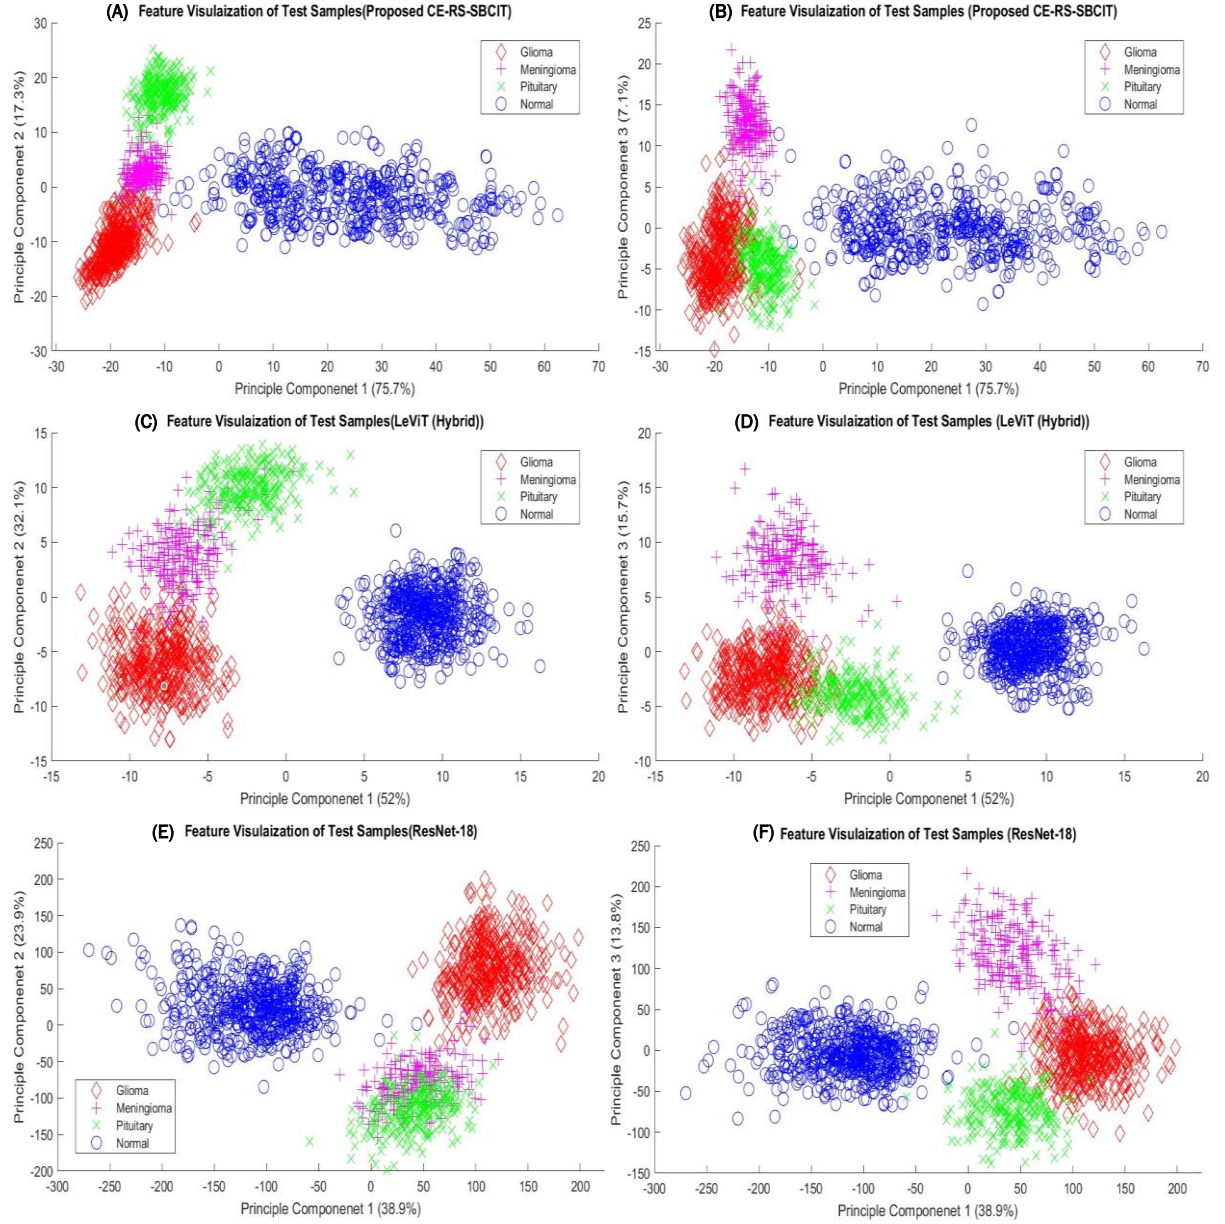 (A) Feature Visulaization of Test Samples(Proposed CE-RS-SBCIT)
30
20
10
0
-10
-20
-30
Principle Componenet 2 (17.3%)
Glioma
Meningioma
Pituitary
Normal
-30 -20 -10 0 10 20 30 40 50 60 70
Principle Componenet 1 (75.7%)
(B) Feature Visulaization of Test Samples (Proposed CE-RS-SBCIT)
25
20
15
10
5
0
-5
-10
-15
Principle Componenet 3 (7.1%)
Glioma
Meningioma
Pituitary
Normal
-30 -20 -10 0 10 20 30 40 50 60 70
Principle Componenet 1 (75.7%)
(C) Feature Visulaization of Test Samples(LeViT (Hybrid))
15
10
5
0
-5
-10
-15
Principle Componenet 2 (32.1%)
Glioma
Meningioma
Pituitary
Normal
-15 -10 -5 0 5 10 15 20
Principle Componenet 1 (52%)
(D) Feature Visulaization of Test Samples (LeViT (Hybrid))
20
15
10
5
0
-5
-10
Principle Componenet 3 (15.7%)
Glioma
Meningioma
Pituitary
Normal
-15 -10 -5 0 5 10 15 20
Principle Componenet 1 (52%)
(E) Feature Visulaization of Test Samples(ResNet-18)
250
200
150
100
50
0
-50
-100
-150
-200
Principle Componenet 2 (23.9%)
Glioma
Meningioma
Pituitary
Normal
-300 -250 -200 -150 -100 -50 0 50 100 150 200
Principle Componenet 1 (38.9%)
(F) Feature Visulaization of Test Samples (ResNet-18)
250
200
150
100
50
0
-50
-100
-150
Principle Componenet 3 (13.8%)
Glioma
Meningioma
Pituitary
Normal
-300 -250 -200 -150 -100 -50 0 50 100 150 200
Principle Componenet 1 (38.9%)